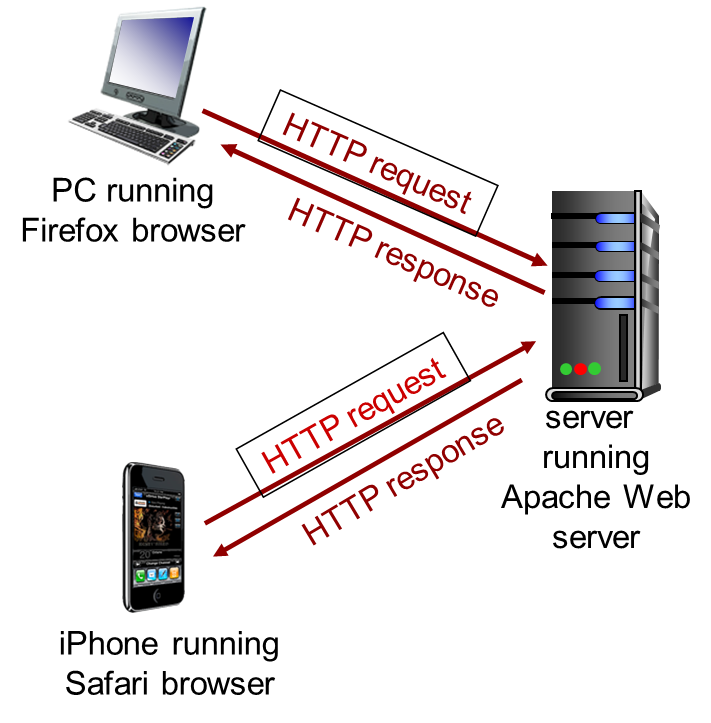 HTTP request
HTTP response
PC running
Firefox browser
HTTP request
HTTP response
server
running
Apache Web
server
iPhone running
Safari browser